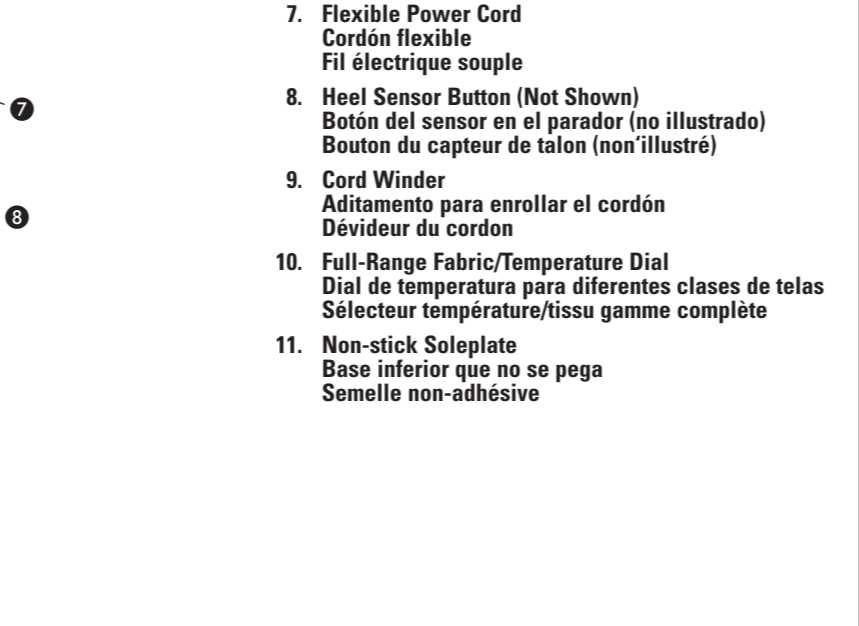 7. Flexible Power Cord
Cordón flexible
Fil électrique souple
8. Heel Sensor Button (Not Shown)
Botón del sensor en el parador (no illustrado)
Bouton du capteur de talon (non‘illustré)
9. Cord Winder
Aditamento para enrollar el cordón
Dévideur du cordon
10. Full-Range Fabric/Temperature Dial
Dial de temperatura para diferentes clases de telas
Sélecteur température/tissu gamme complète
11. Non-stick Soleplate
Base inferior que no se pega
Semelle non-adhésive
7
8